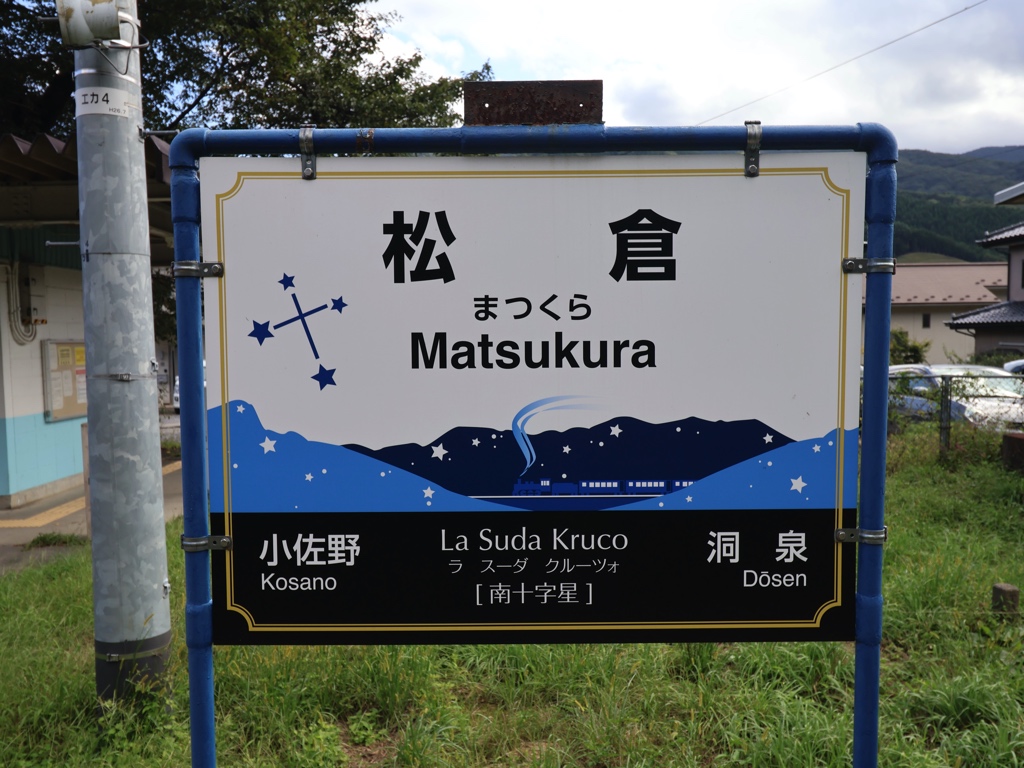 エカ4
松倉
まつくら
Matsukura
小佐野
Kosano
La Suda Kruco
ラ スーダ クルーツォ
[南十字星]
洞泉
Dōsen